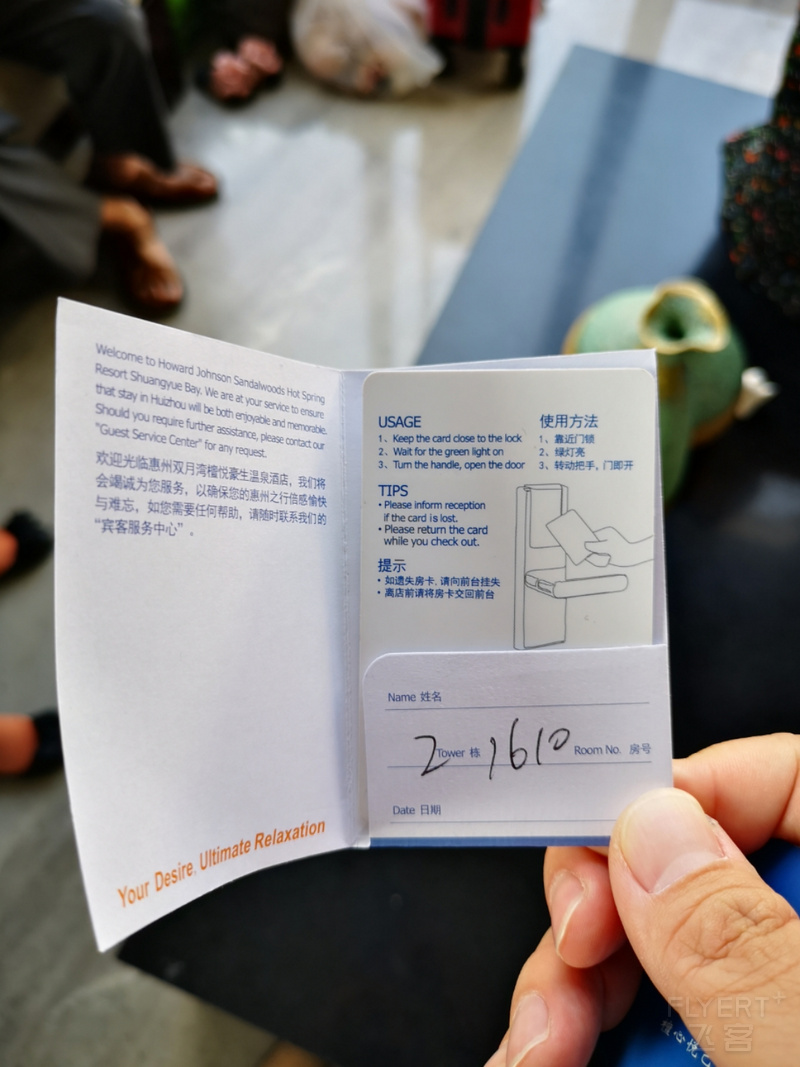 Welcome to Howard Johnson Sandalwoods Hot Spring
Resort Shuangyue Bay. We are at your service to ensure
that stay in Huizhou will be both enjoyable and memorable.
Should you require further assistance, please contact our
"Guest Service Center" for any request.
欢迎光临惠州双月湾檀悦豪生温泉酒店，我们将
会竭诚为您服务，以确保您的惠州之行倍感愉快
与难忘，如您需要任何帮助，请随时联系我们的
“宾客服务中心”。
Your Desire, Ultimate Relaxation
USAGE
1、Keep the card close to the lock
2、Wait for the green light on
3、Turn the handle, open the door
使用方法
1、靠近门锁
2、绿灯亮
3、转动把手，门即开
TIPS
• Please inform reception
if the card is lost.
• Please return the card
while you check out.
提示
• 如遗失房卡，请向前台挂失
• 离店前请将房卡交回前台
Name 姓名
2 Tower 栋 1610 Room No. 房号
Date 日期
FLYERT+
飞客